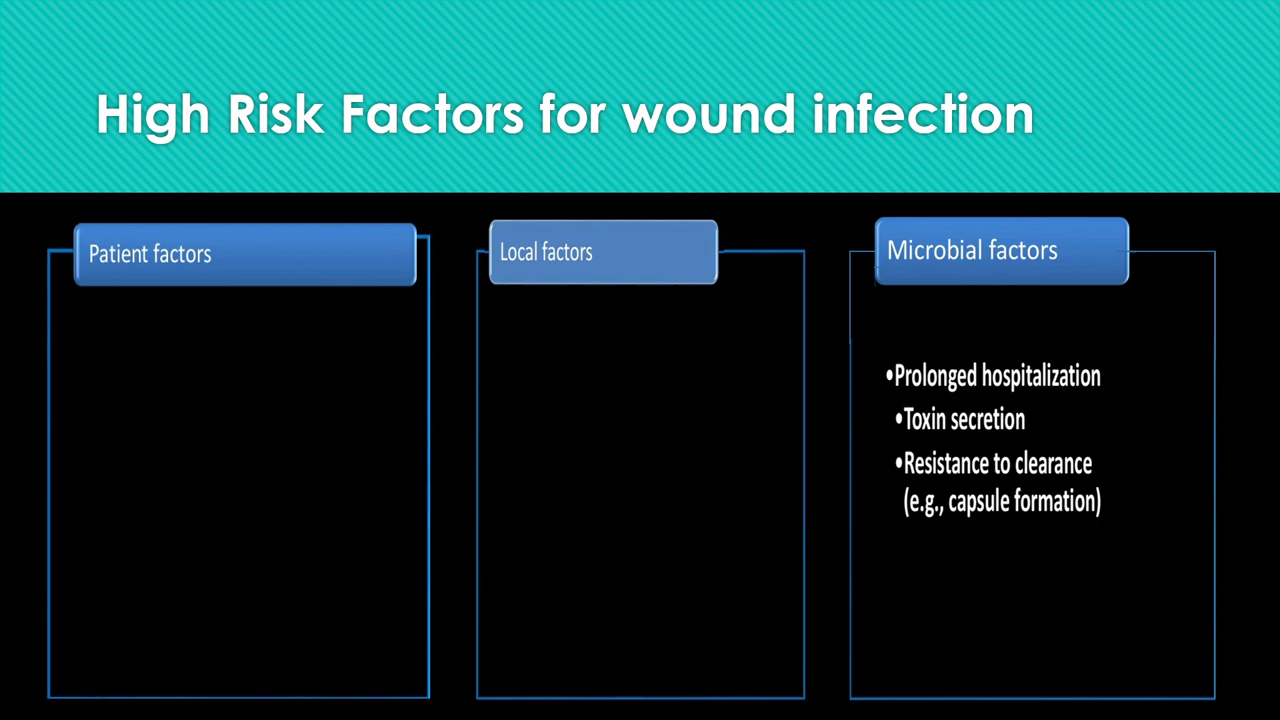 High Risk Factors for wound infection
Patient factors
Local factors
Microbial factors
•Prolonged hospitalization
•Toxin secretion
•Resistance to clearance
(e.g., capsule formation)